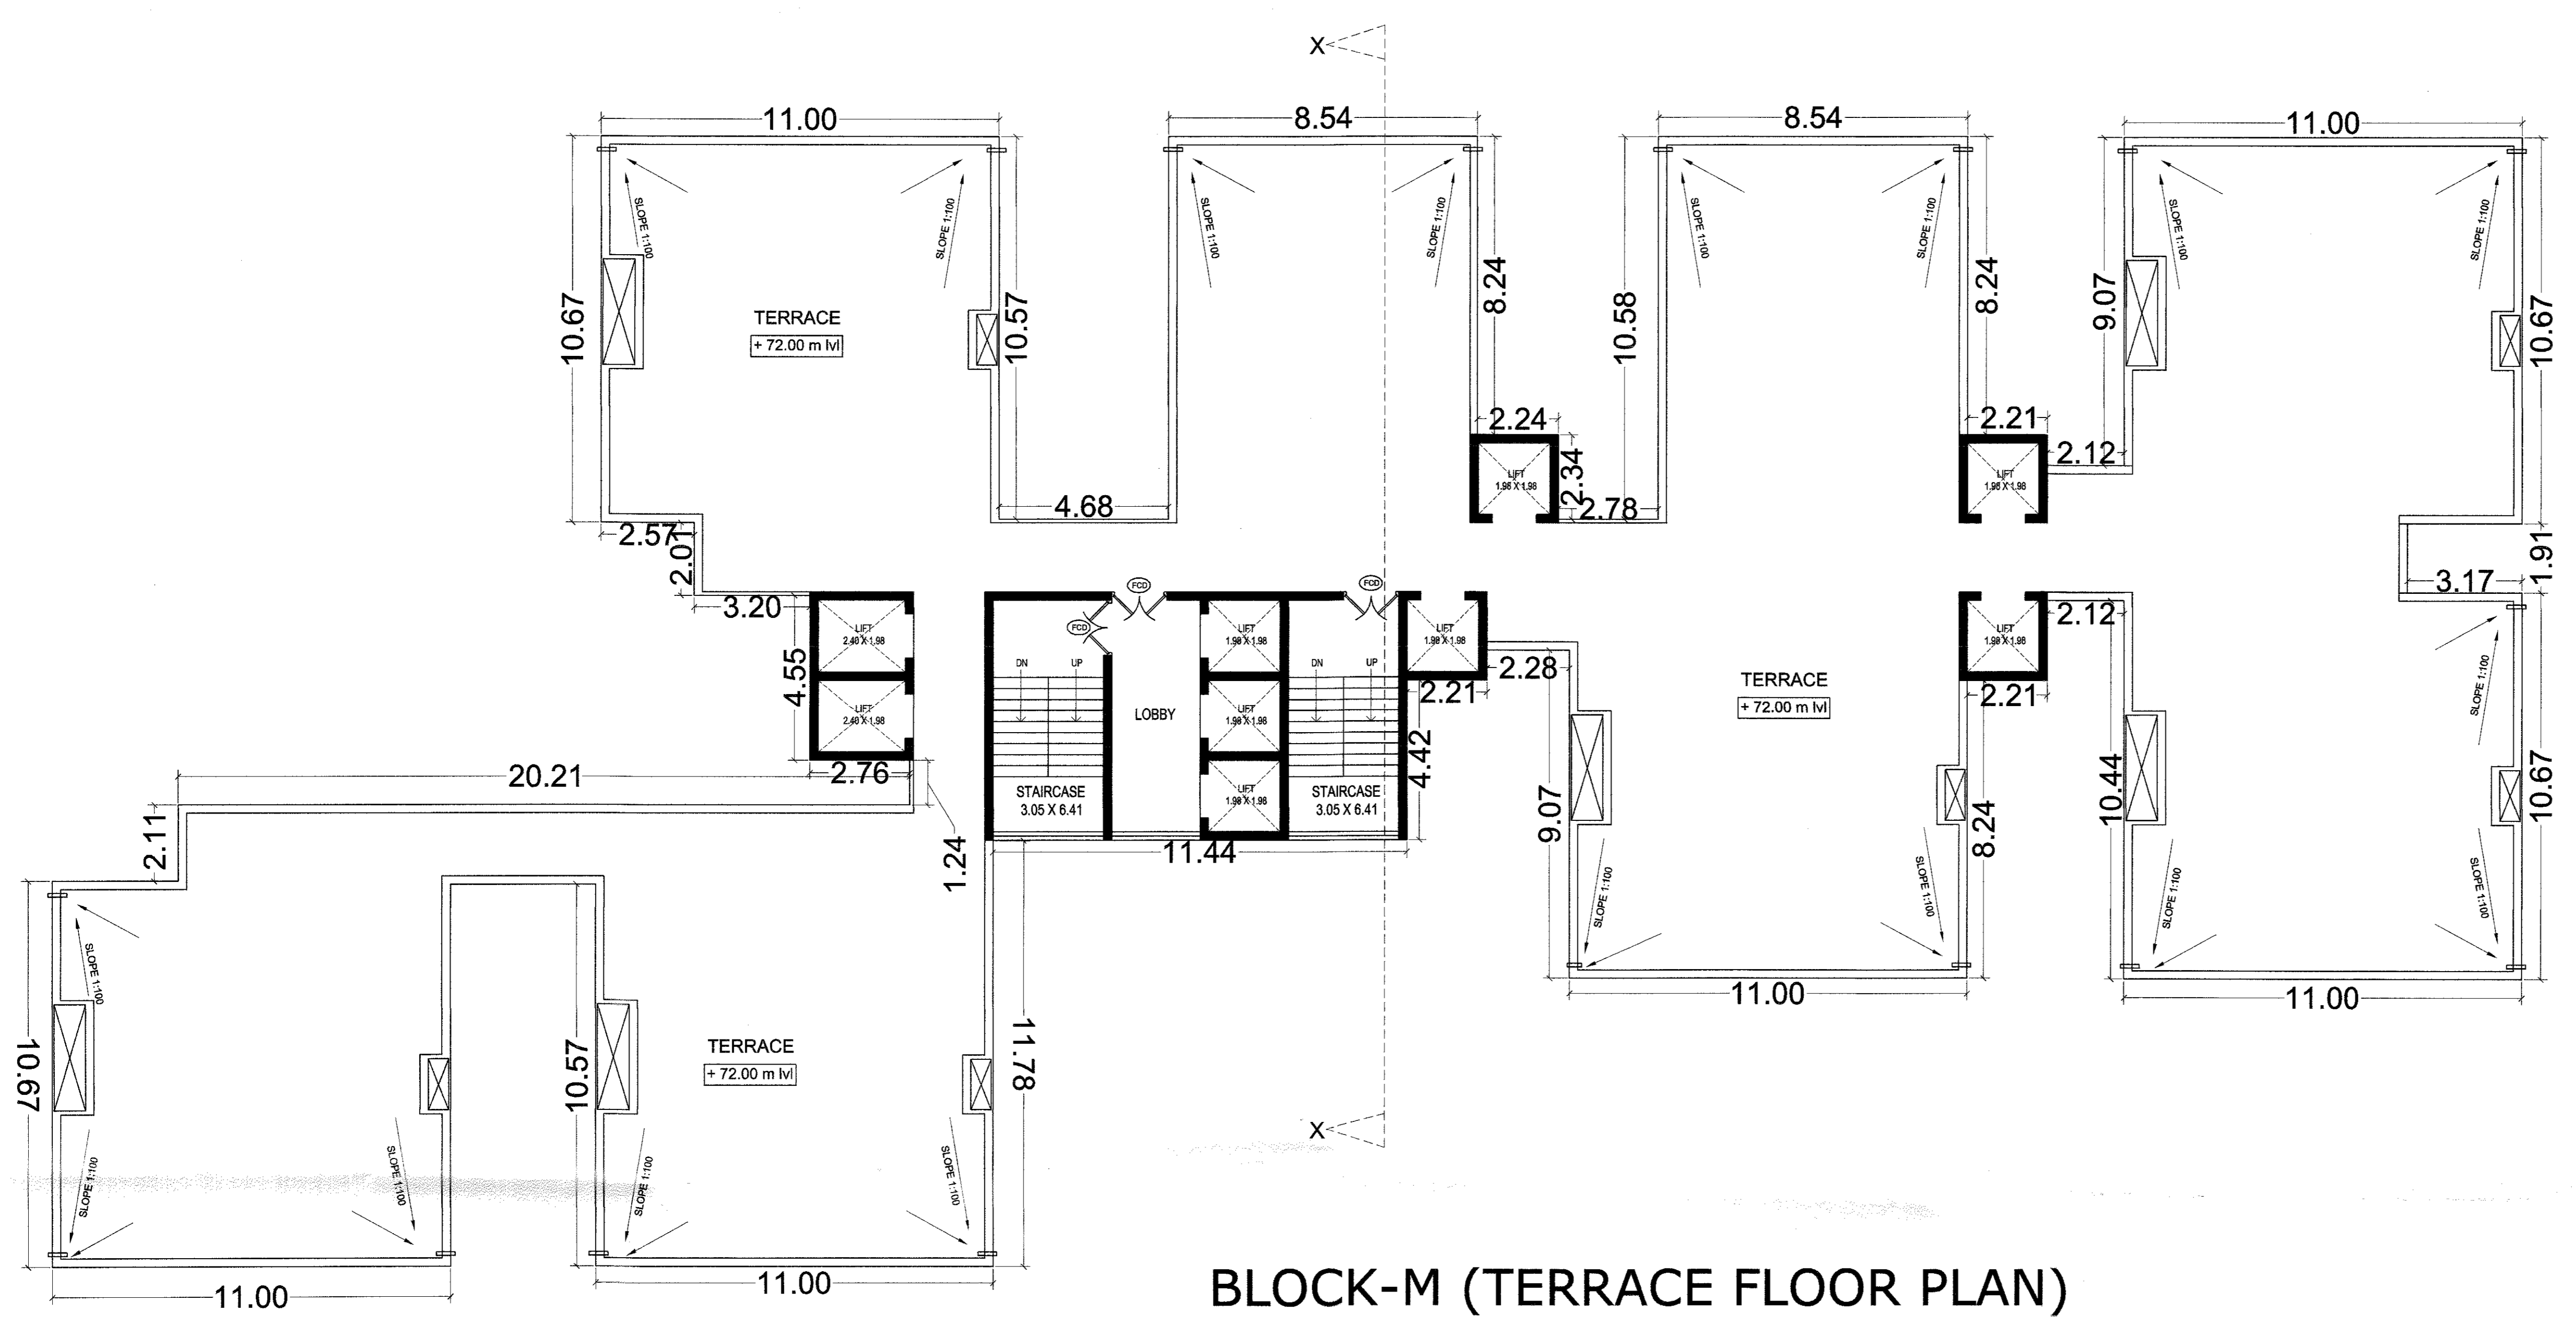 X
11.00
8.54
8.54
11.00
SLOPE 1:100
SLOPE 1:100
SLOPE 1:100
SLOPE 1:100
SLOPE 1:100
SLOPE 1:100
SLOPE 1:100
SLOPE 1:100
10.67
TERRACE
+ 72.00 m lvl
10.57
8.24
10.58
8.24
9.07
10.67
2.24
2.21
2.12
LIFT
1.98 X 1.98
2.34
LIFT
1.98 X 1.98
4.68
2.78
2.57
2.01
3.20
1.91
3.17
FCD
FCD
FCD
LIFT
2.40 X 1.98
LIFT
1.98 X 1.98
LIFT
1.98 X 1.98
LIFT
1.98 X 1.98
2.12
4.55
DN
UP
DN
UP
2.28
2.21
2.21
TERRACE
+ 72.00 m lvl
SLOPE 1:100
LIFT
2.40 X 1.98
LOBBY
LIFT
1.98 X 1.98
4.42
20.21
2.76
STAIRCASE
3.05 X 6.41
LIFT
1.98 X 1.98
STAIRCASE
3.05 X 6.41
9.07
8.24
10.44
10.67
2.11
1.24
11.44
SLOPE 1:100
SLOPE 1:100
SLOPE 1:100
SLOPE 1:100
SLOPE 1:100
11.00
11.00
10.67
10.57
TERRACE
+ 72.00 m lvl
11.78
X
SLOPE 1:100
SLOPE 1:100
SLOPE 1:100
SLOPE 1:100
11.00
11.00
BLOCK-M (TERRACE FLOOR PLAN)